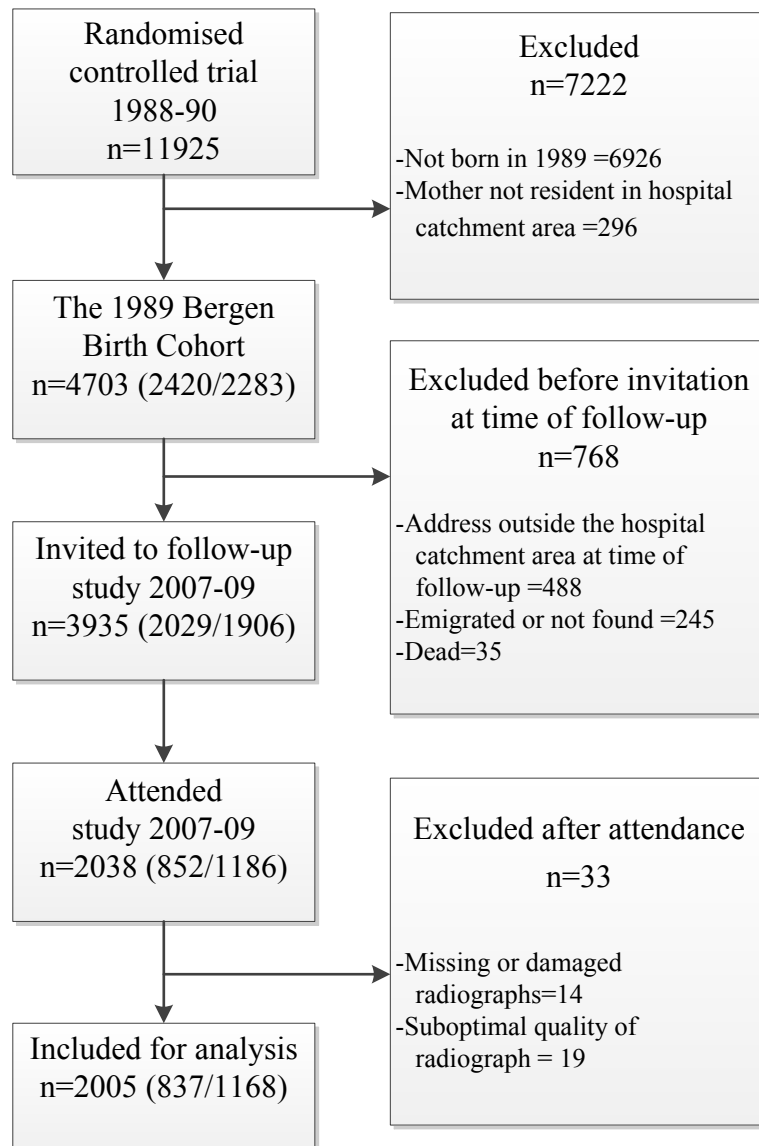 Randomised
controlled trial
1988-90
n=11925
Excluded
n=7222
-Not born in 1989 =6926
-Mother not resident in hospital
catchment area =296
The 1989 Bergen
Birth Cohort
n=4703 (2420/2283)
Excluded before invitation
at time of follow-up
n=768
-Address outside the hospital
catchment area at time of
follow-up =488
-Emigrated or not found =245
-Dead=35
Invited to follow-up
study 2007-09
n=3935 (2029/1906)
Attended
study 2007-09
n=2038 (852/1186)
Excluded after attendance
n=33
-Missing or damaged
radiographs=14
-Suboptimal quality of
radiograph = 19
Included for analysis
n=2005 (837/1168)